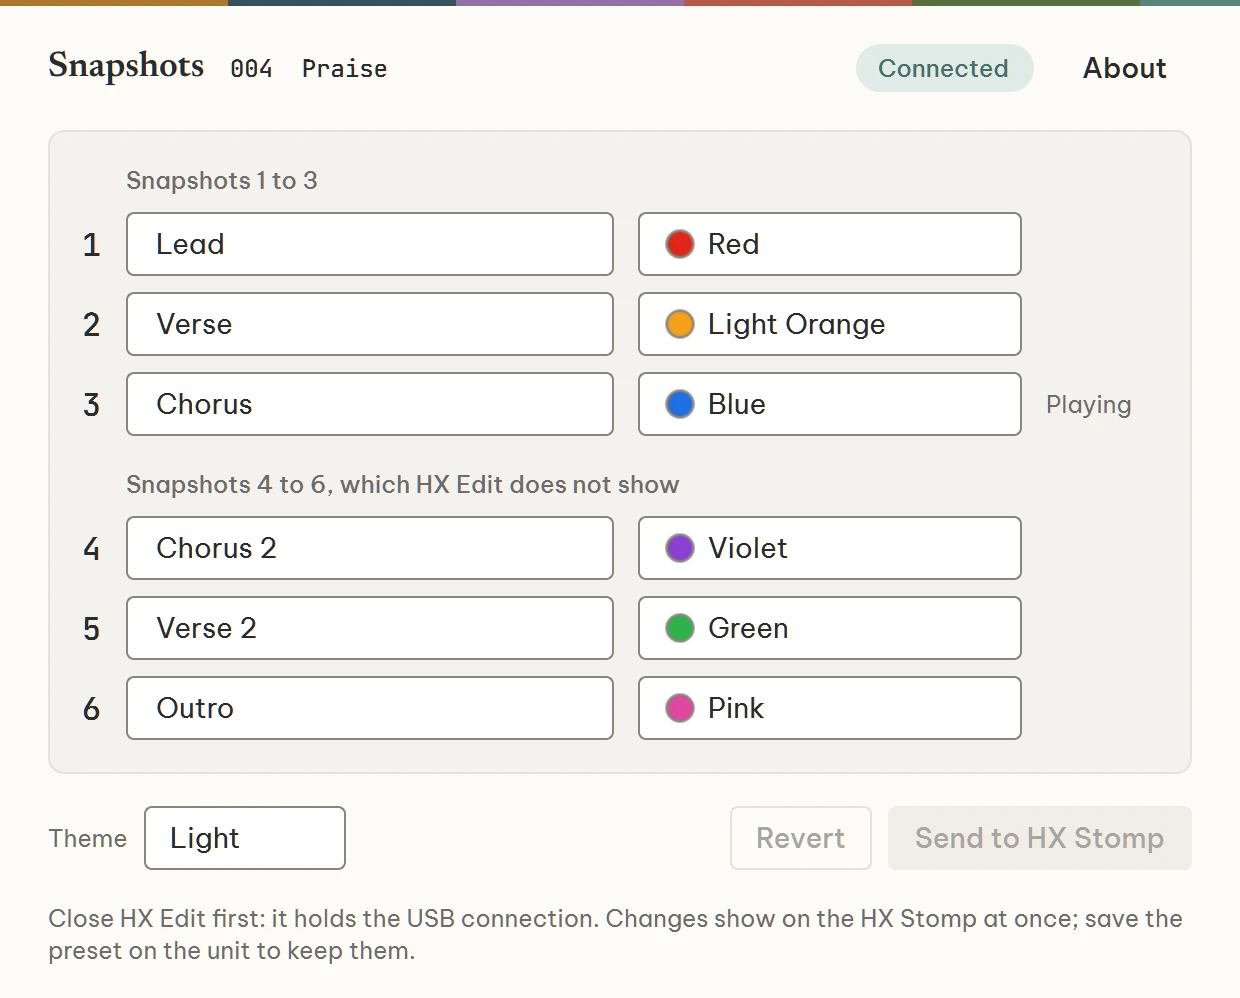 Snapshots 004 Praise Connected About
Snapshots 1 to 3
1 Lead Red
2 Verse Light Orange
3 Chorus Blue Playing
Snapshots 4 to 6, which HX Edit does not show
4 Chorus 2 Violet
5 Verse 2 Green
6 Outro Pink
Theme Light Revert Send to HX Stomp
Close HX Edit first: it holds the USB connection. Changes show on the HX Stomp at once; save the
preset on the unit to keep them.